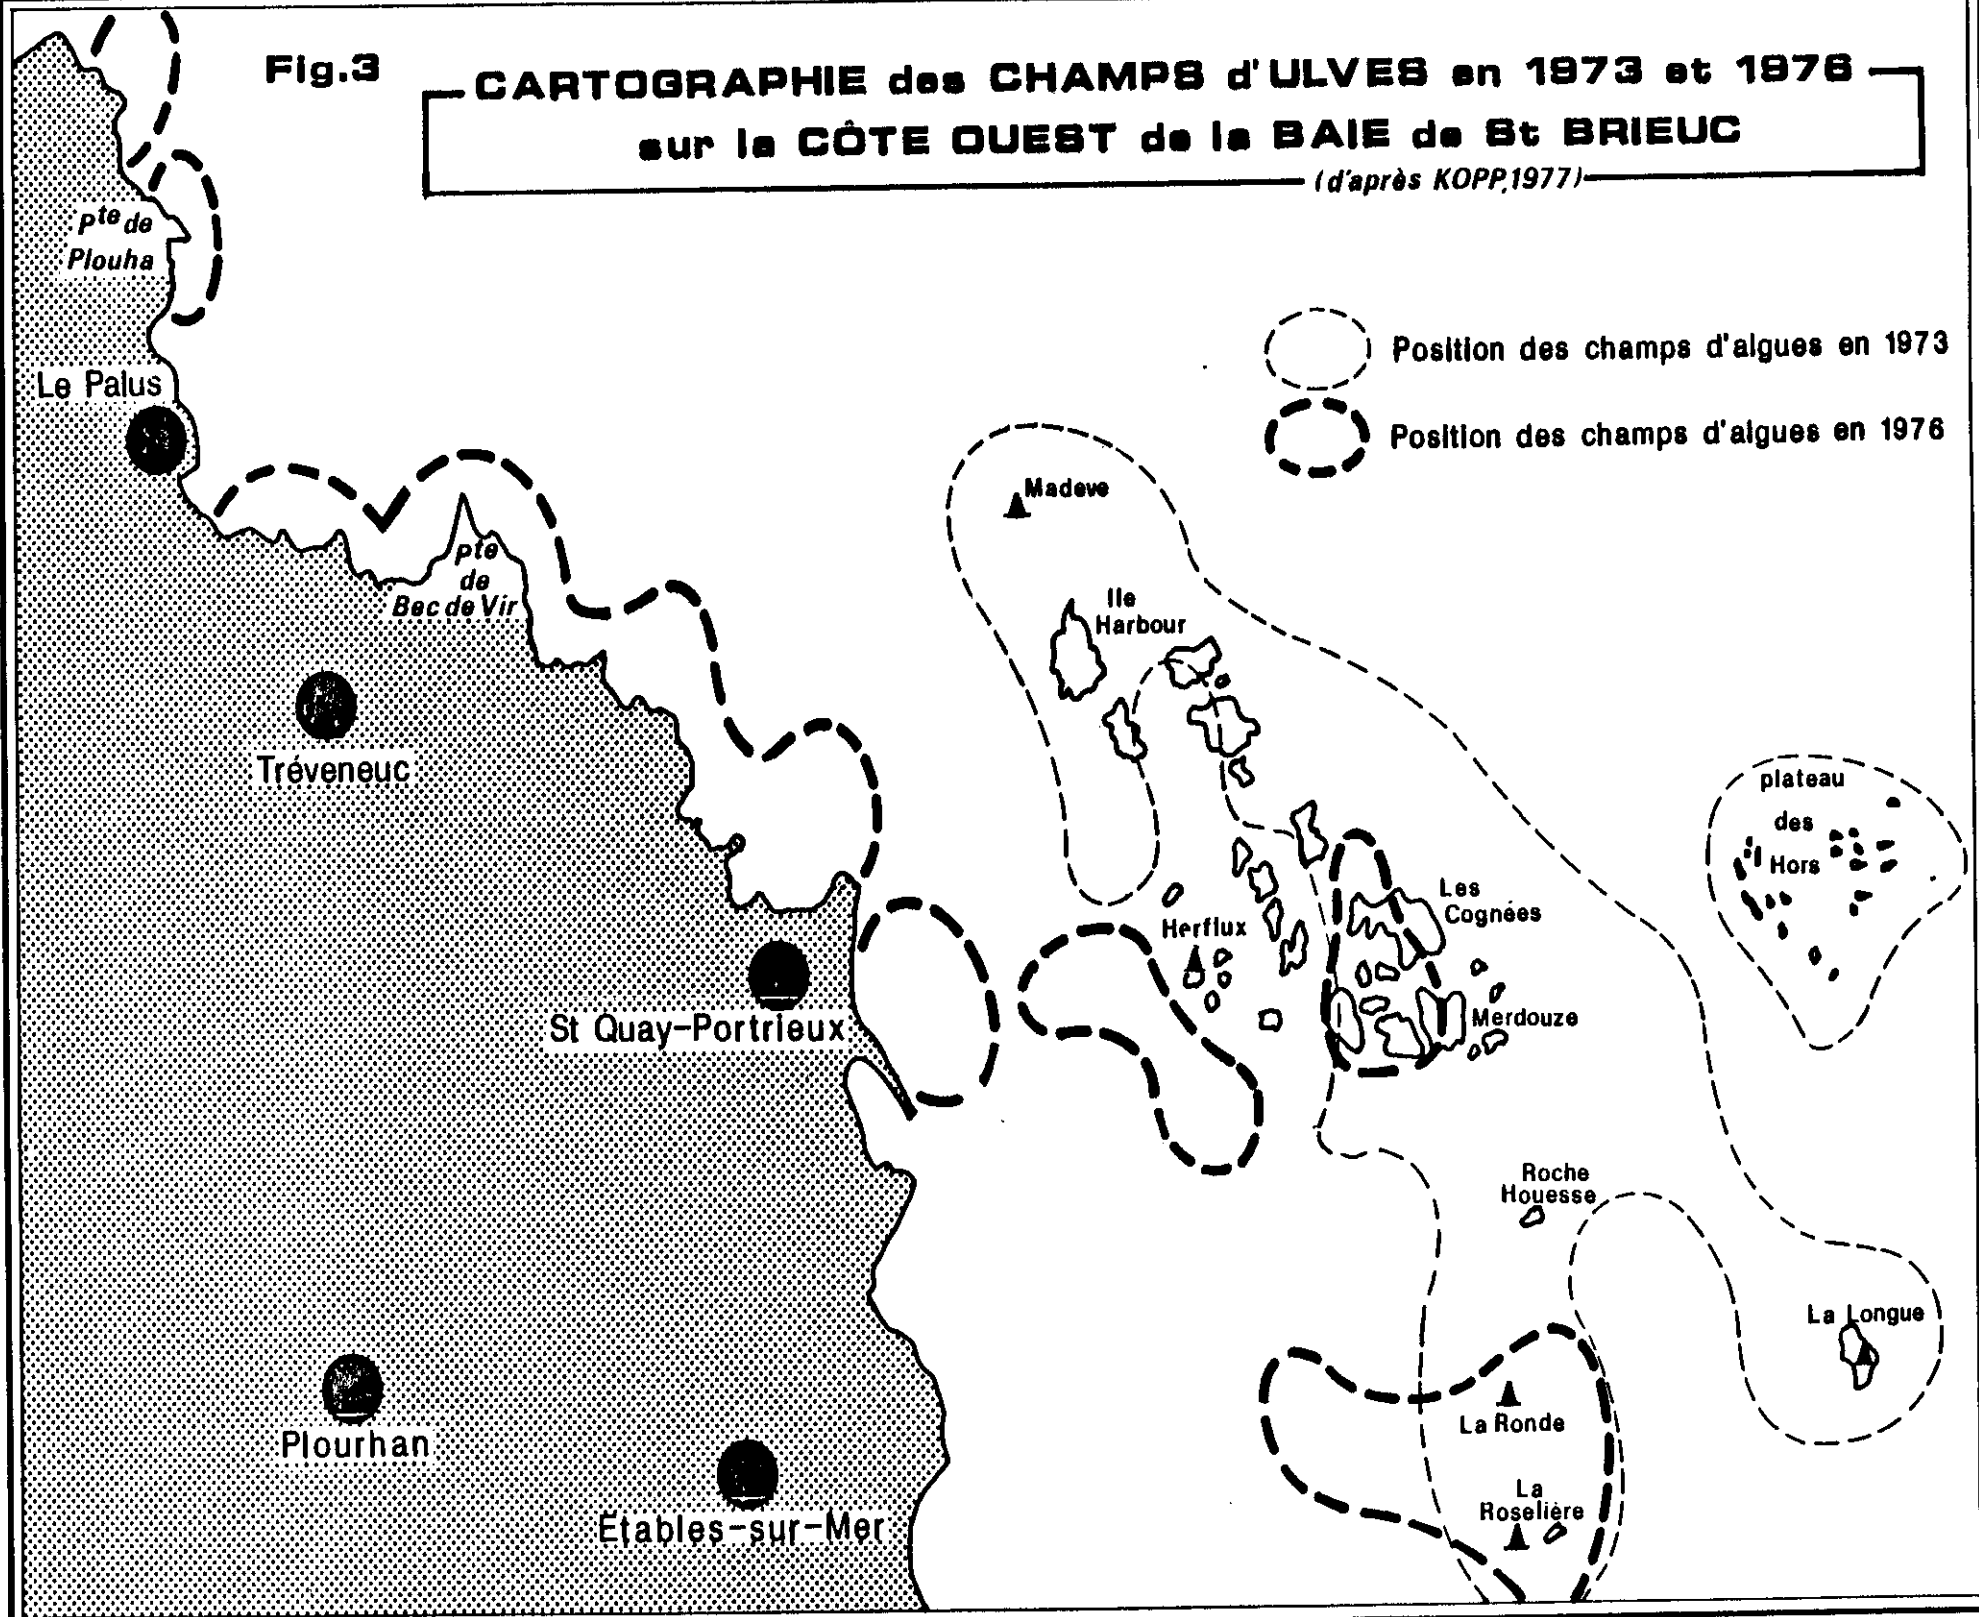 Fig.3
CARTOGRAPHIE des CHAMPS d'ULVES en 1973 et 1976
sur la CÔTE OUEST de la BAIE de St BRIEUC
(d'après KOPP,1977)
Pte de
Plouha
Position des champs d'algues en 1973
Le Palus
Position des champs d'algues en 1976
Madeve
Pte
de
Bec de Vir
Ile
Harbour
Tréveneuc
plateau
des
Hors
Les
Cognées
Herflux
St Quay-Portrieux
Merdouze
Roche
Houesse
La Longue
La Ronde
Plourhan
La
Roselière
Etables-sur-Mer